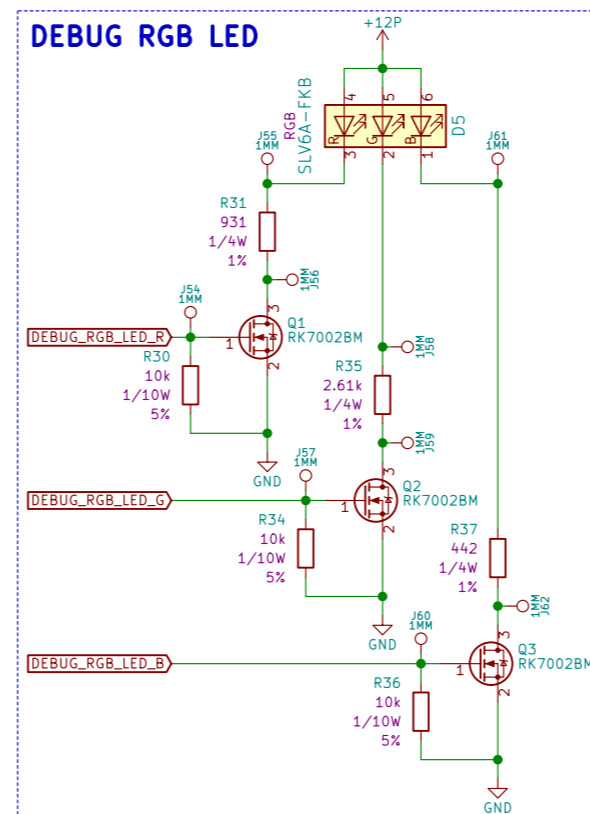 DEBUG RGB LED
+12P
RGB
SLV6A-FKB
4
5
6
R
G
B
3
2
1
D5
J55
1MM
J61
1MM
R31
931
1/4W
1%
1MM
J56
J54
1MM
3
Q1
RK7002BM
1
2
DEBUG_RGB_LED_R
R30
10k
1/10W
5%
GND
1MM
J58
R35
2.61k
1/4W
1%
1MM
J59
J57
1MM
3
Q2
RK7002BM
1
2
DEBUG_RGB_LED_G
R34
10k
1/10W
5%
GND
R37
442
1/4W
1%
1MM
J62
J60
1MM
3
Q3
RK7002BM
1
2
DEBUG_RGB_LED_B
R36
10k
1/10W
5%
GND